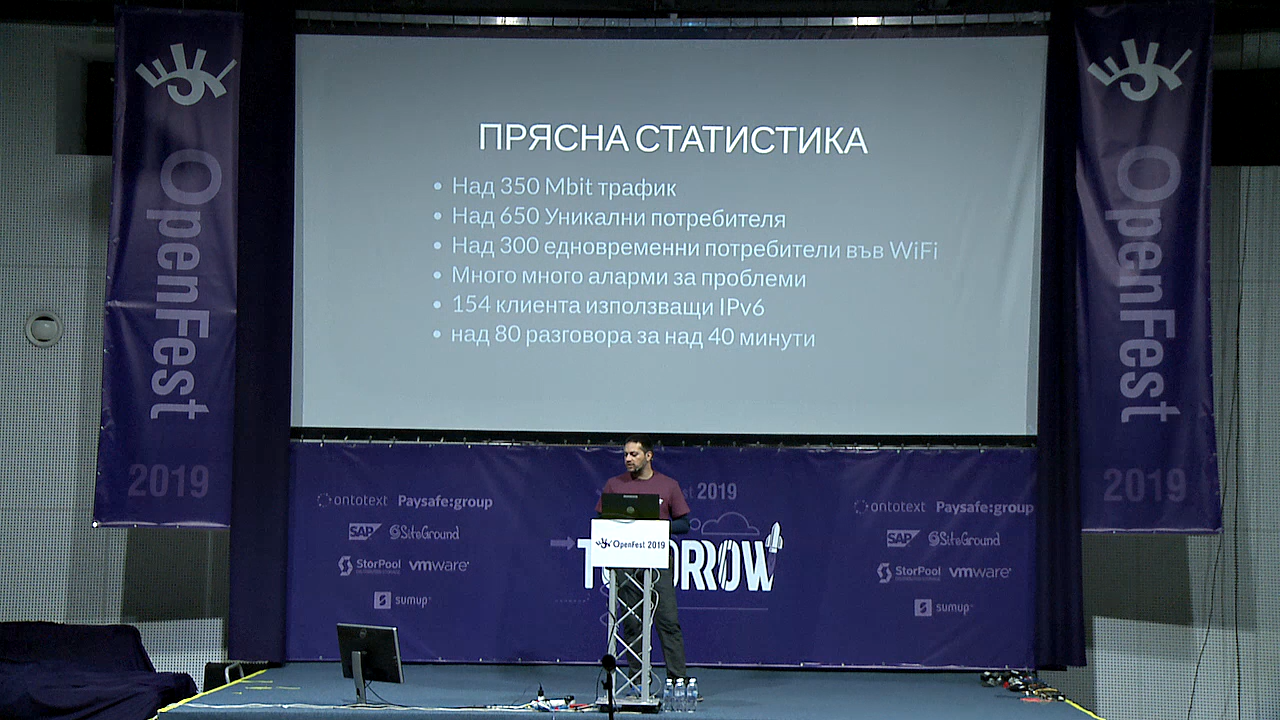 OpenFest
2019
ПРЯСНА СТАТИСТИКА
• Над 350 Mbit трафик
• Над 650 Уникални потребителя
• Над 300 едновременни потребители във WiFi
• Много много аларми за проблеми
• 154 клиента използващи IPv6
• над 80 разговора за над 40 минути
OpenFest
2019
ontotext Paysafe:group
SAP SiteGround
StorPool vmware
sumup
2019
OpenFest 2019
ontotext Paysafe:group
SAP SiteGround
StorPool vmware
sumup